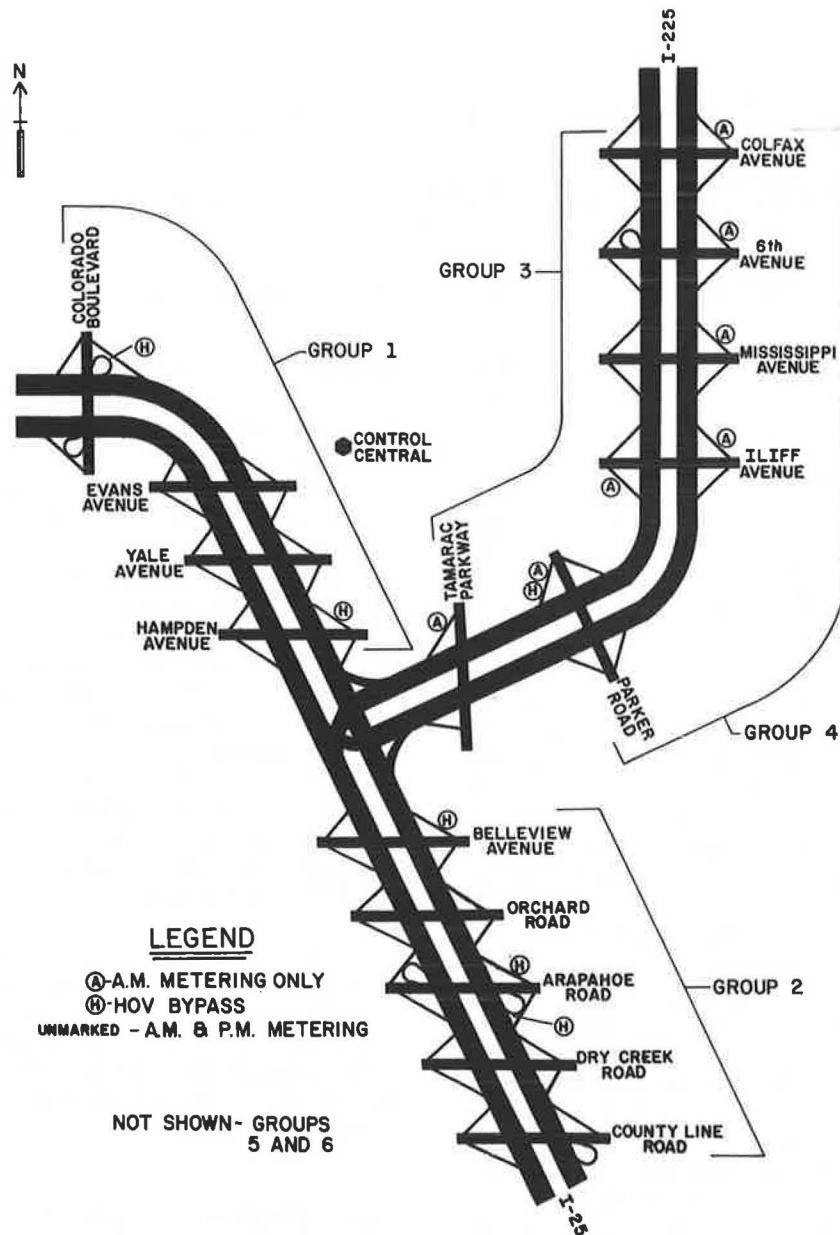 I-225
N
Ⓐ
COLFAX
AVENUE
GROUP 3
Ⓐ
6th
AVENUE
COLORADO
BOULEVARD
Ⓗ
GROUP 1
Ⓐ
MISSISSIPPI
AVENUE
CONTROL
CENTRAL
Ⓐ
ILIFF
AVENUE
Ⓐ
EVANS
AVENUE
YALE
AVENUE
TAMARAC
PARKWAY
Ⓐ
Ⓗ
HAMPDEN
AVENUE
Ⓗ
Ⓐ
PARKER
ROAD
GROUP 4
Ⓗ
BELLEVIEW
AVENUE
ORCHARD
ROAD
Ⓗ
ARAPAHOE
ROAD
GROUP 2
Ⓗ
DRY CREEK
ROAD
COUNTY LINE
ROAD
I-25
LEGEND
Ⓐ-A.M. METERING ONLY
Ⓗ-HOV BYPASS
UNMARKED - A.M. & P.M. METERING
NOT SHOWN- GROUPS
5 AND 6